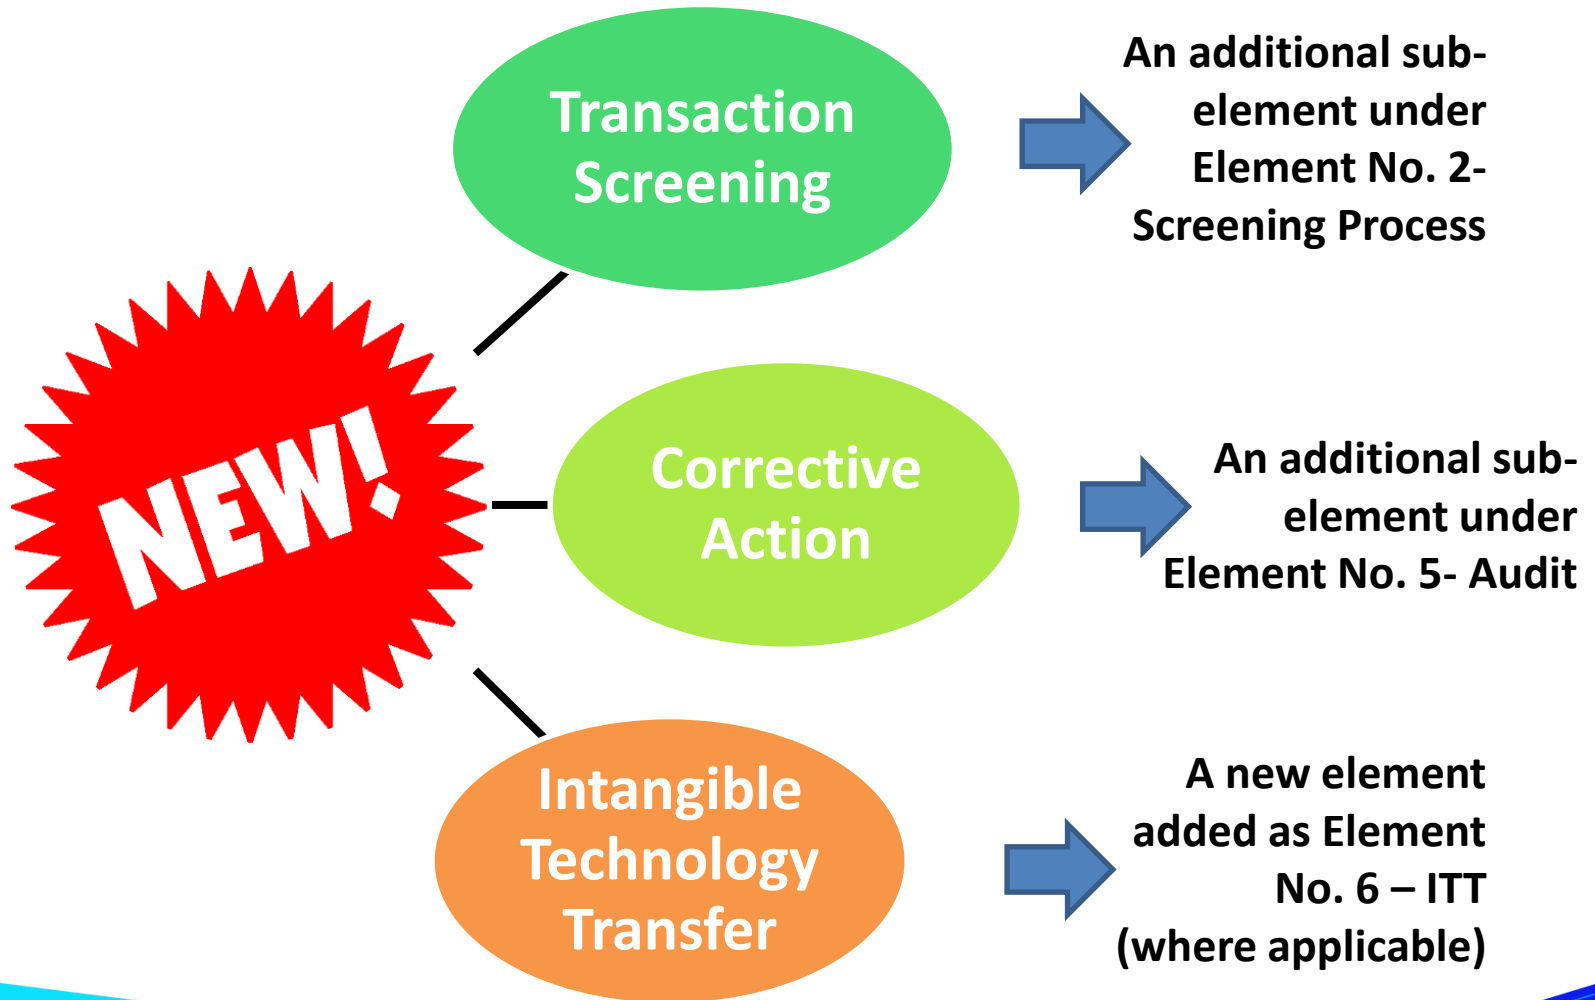 NEW!
Transaction
Screening
An additional sub-
element under
Element No. 2-
Screening Process
Corrective
Action
An additional sub-
element under
Element No. 5- Audit
Intangible
Technology
Transfer
A new element
added as Element
No. 6 – ITT
(where applicable)